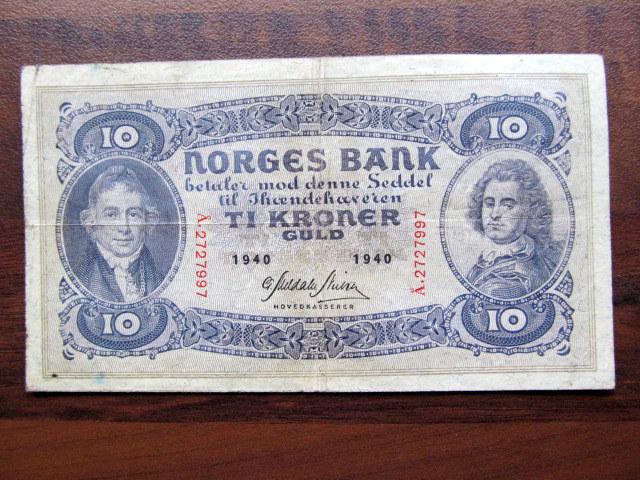 10 10
NORGES BANK
betaler mod denne Seddel
til Ihændehaveren
TI KRONER
GULD
1940 1940
HOVEDKASSERER
Å.2727997 Å.2727997
10 10